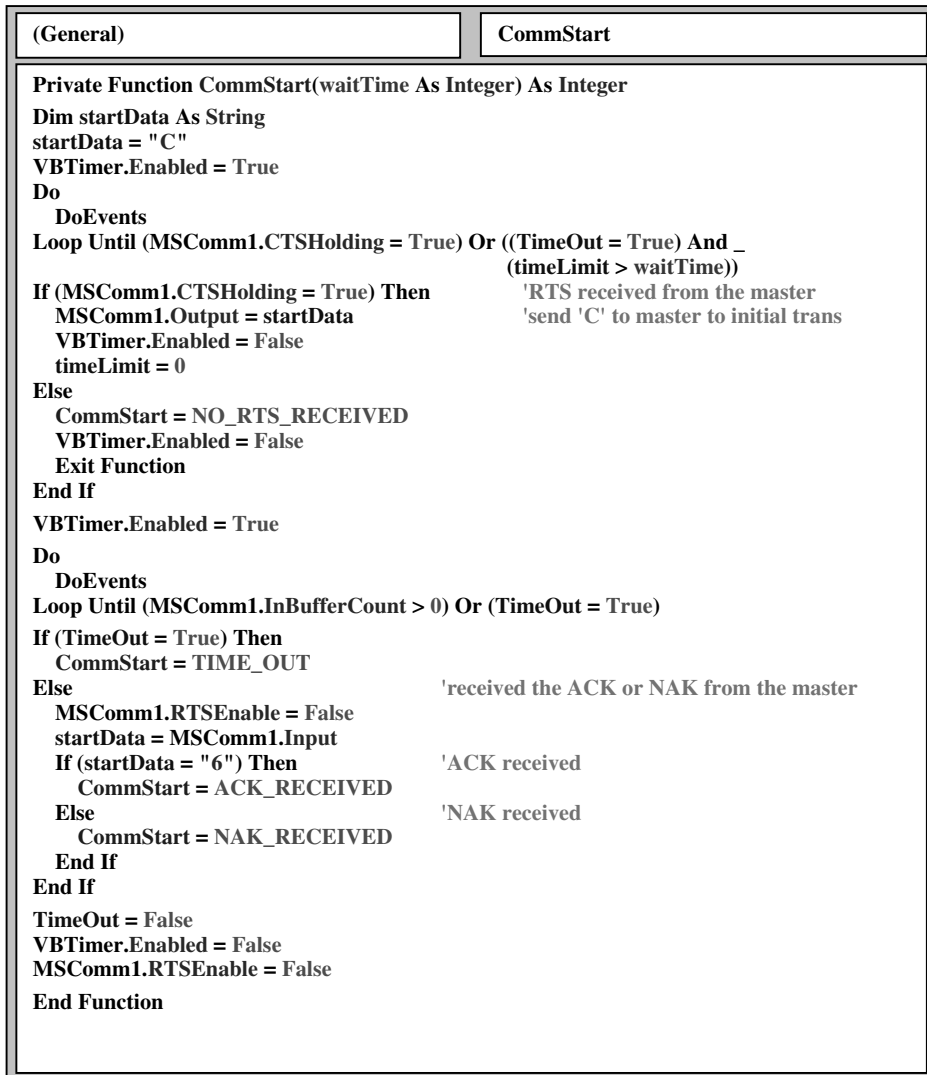 (General)
CommStart
Private Function CommStart(waitTime As Integer) As Integer
Dim startData As String
startData = "C"
VBTimer.Enabled = True
Do
DoEvents
Loop Until (MSComm1.CTSHolding = True) Or ((TimeOut = True) And _
(timeLimit > waitTime))
If (MSComm1.CTSHolding = True) Then 'RTS received from the master
MSComm1.Output = startData 'send 'C' to master to initial trans
VBTimer.Enabled = False
timeLimit = 0
Else
CommStart = NO_RTS_RECEIVED
VBTimer.Enabled = False
Exit Function
End If
VBTimer.Enabled = True
Do
DoEvents
Loop Until (MSComm1.InBufferCount > 0) Or (TimeOut = True)
If (TimeOut = True) Then
CommStart = TIME_OUT
Else 'received the ACK or NAK from the master
MSComm1.RTSEnable = False
startData = MSComm1.Input
If (startData = "6") Then 'ACK received
CommStart = ACK_RECEIVED
Else 'NAK received
CommStart = NAK_RECEIVED
End If
End If
TimeOut = False
VBTimer.Enabled = False
MSComm1.RTSEnable = False
End Function